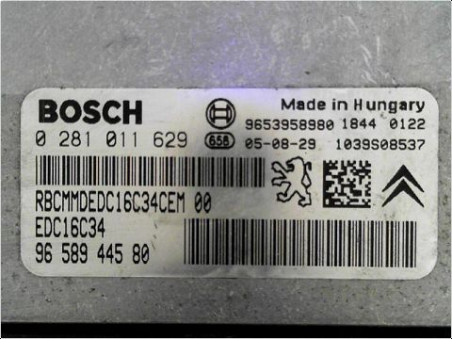 BOSCH
Made in Hungary
9653958980 1844 0122
0 281 011 629 658 05-08-29 1039S08537
RBCMMDEDC16C34CEM 00
EDC16C34
96 589 445 80